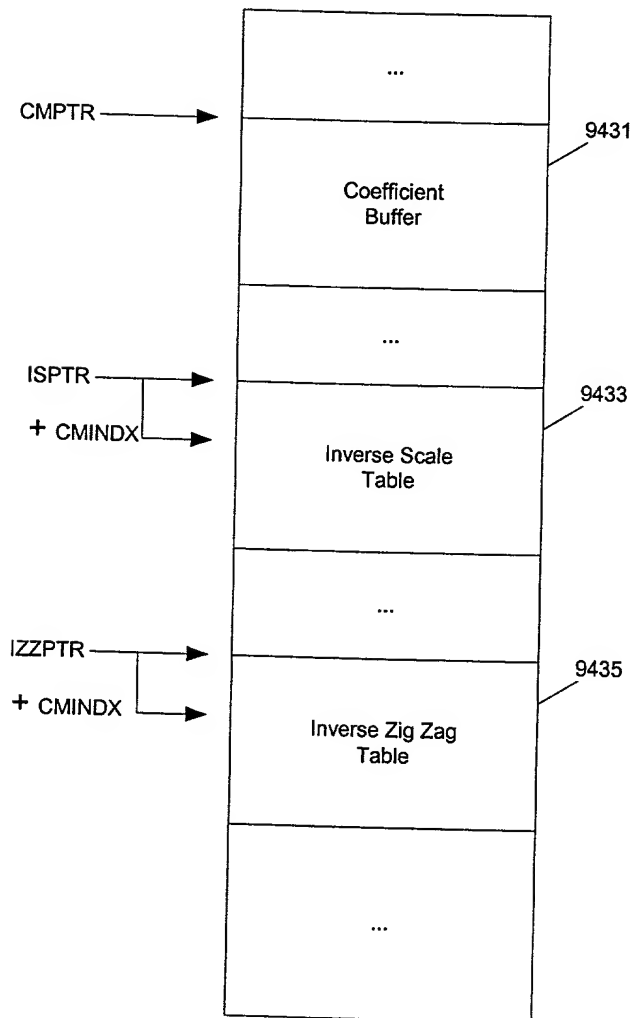 ...
CMPTR
9431
Coefficient
Buffer
...
ISPTR
9433
+ CMINDX
Inverse Scale
Table
...
IZZPTR
9435
+ CMINDX
Inverse Zig Zag
Table
...